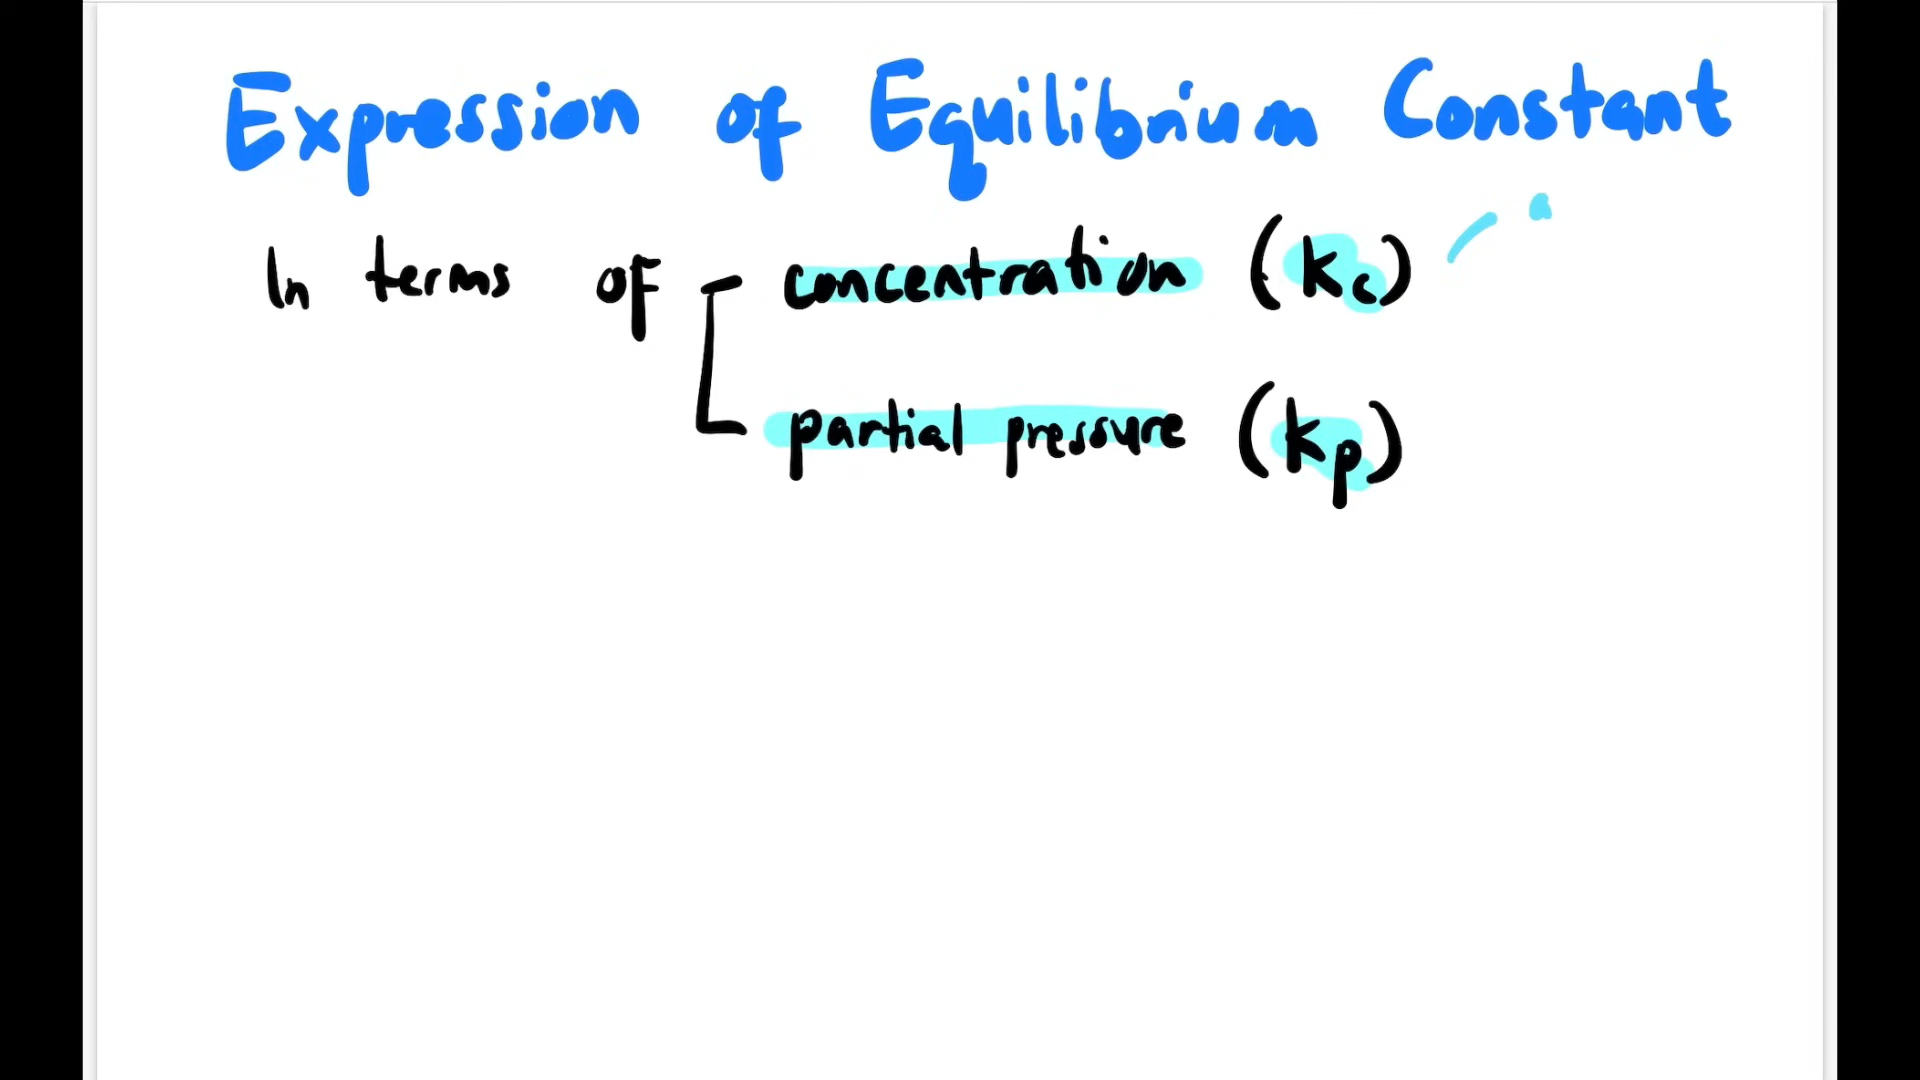 Expression of Equilibrium Constant
a
In terms of concentration (Kc)
partial pressure (Kp)